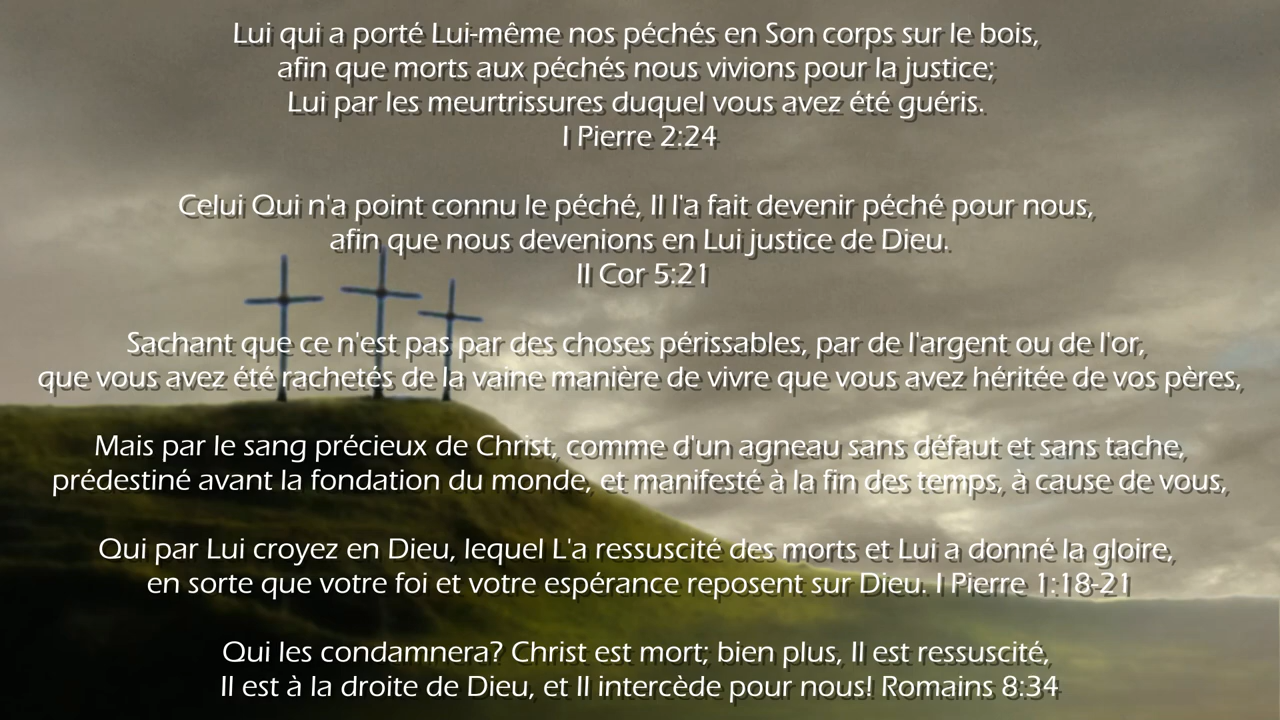 Lui qui a porté Lui-même nos péchés en Son corps sur le bois,
afin que morts aux péchés nous vivions pour la justice;
Lui par les meurtrissures duquel vous avez été guéris.
I Pierre 2:24
Celui Qui n'a point connu le péché, Il l'a fait devenir péché pour nous,
afin que nous devenions en Lui justice de Dieu.
II Cor 5:21
Sachant que ce n'est pas par des choses périssables, par de l'argent ou de l'or,
que vous avez été rachetés de la vaine manière de vivre que vous avez héritée de vos pères,
Mais par le sang précieux de Christ, comme d'un agneau sans défaut et sans tache,
prédestiné avant la fondation du monde, et manifesté à la fin des temps, à cause de vous,
Qui par Lui croyez en Dieu, lequel L'a ressuscité des morts et Lui a donné la gloire,
en sorte que votre foi et votre espérance reposent sur Dieu. I Pierre 1:18-21
Qui les condamnera? Christ est mort; bien plus, Il est ressuscité,
Il est à la droite de Dieu, et Il intercède pour nous! Romains 8:34